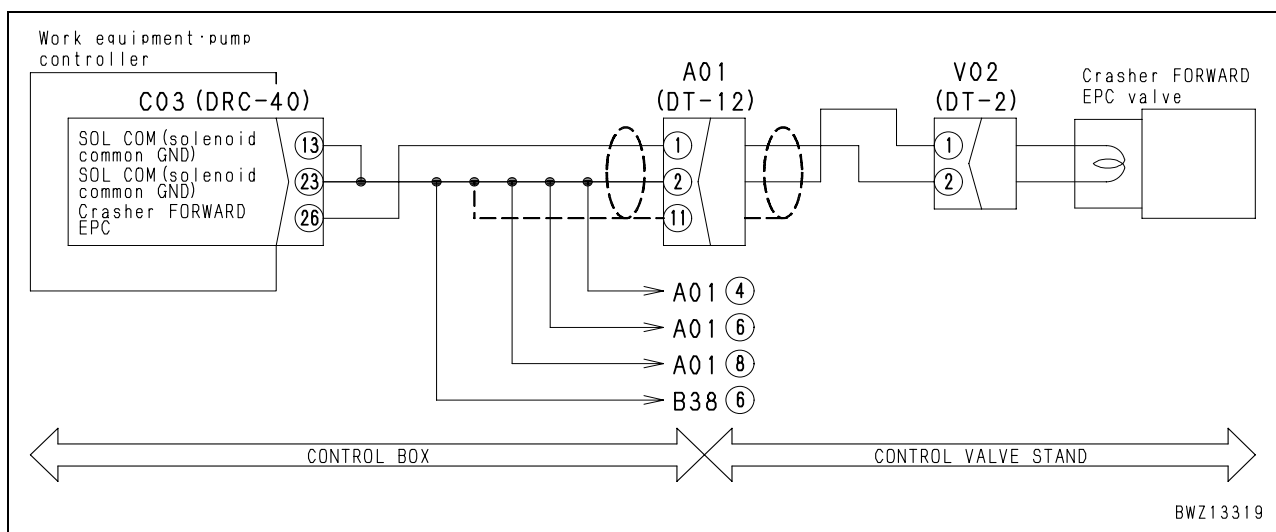 Work equipment·pump
controller
C03 (DRC-40)
A01
(DT-12)
V02
(DT-2)
Crasher FORWARD
EPC valve
SOL COM(solenoid
common GND)
SOL COM(solenoid
common GND)
Crasher FORWARD
EPC
13
23
26
1
2
11
1
2
A01 4
A01 6
A01 8
B38 6
CONTROL BOX
CONTROL VALVE STAND
BWZ13319